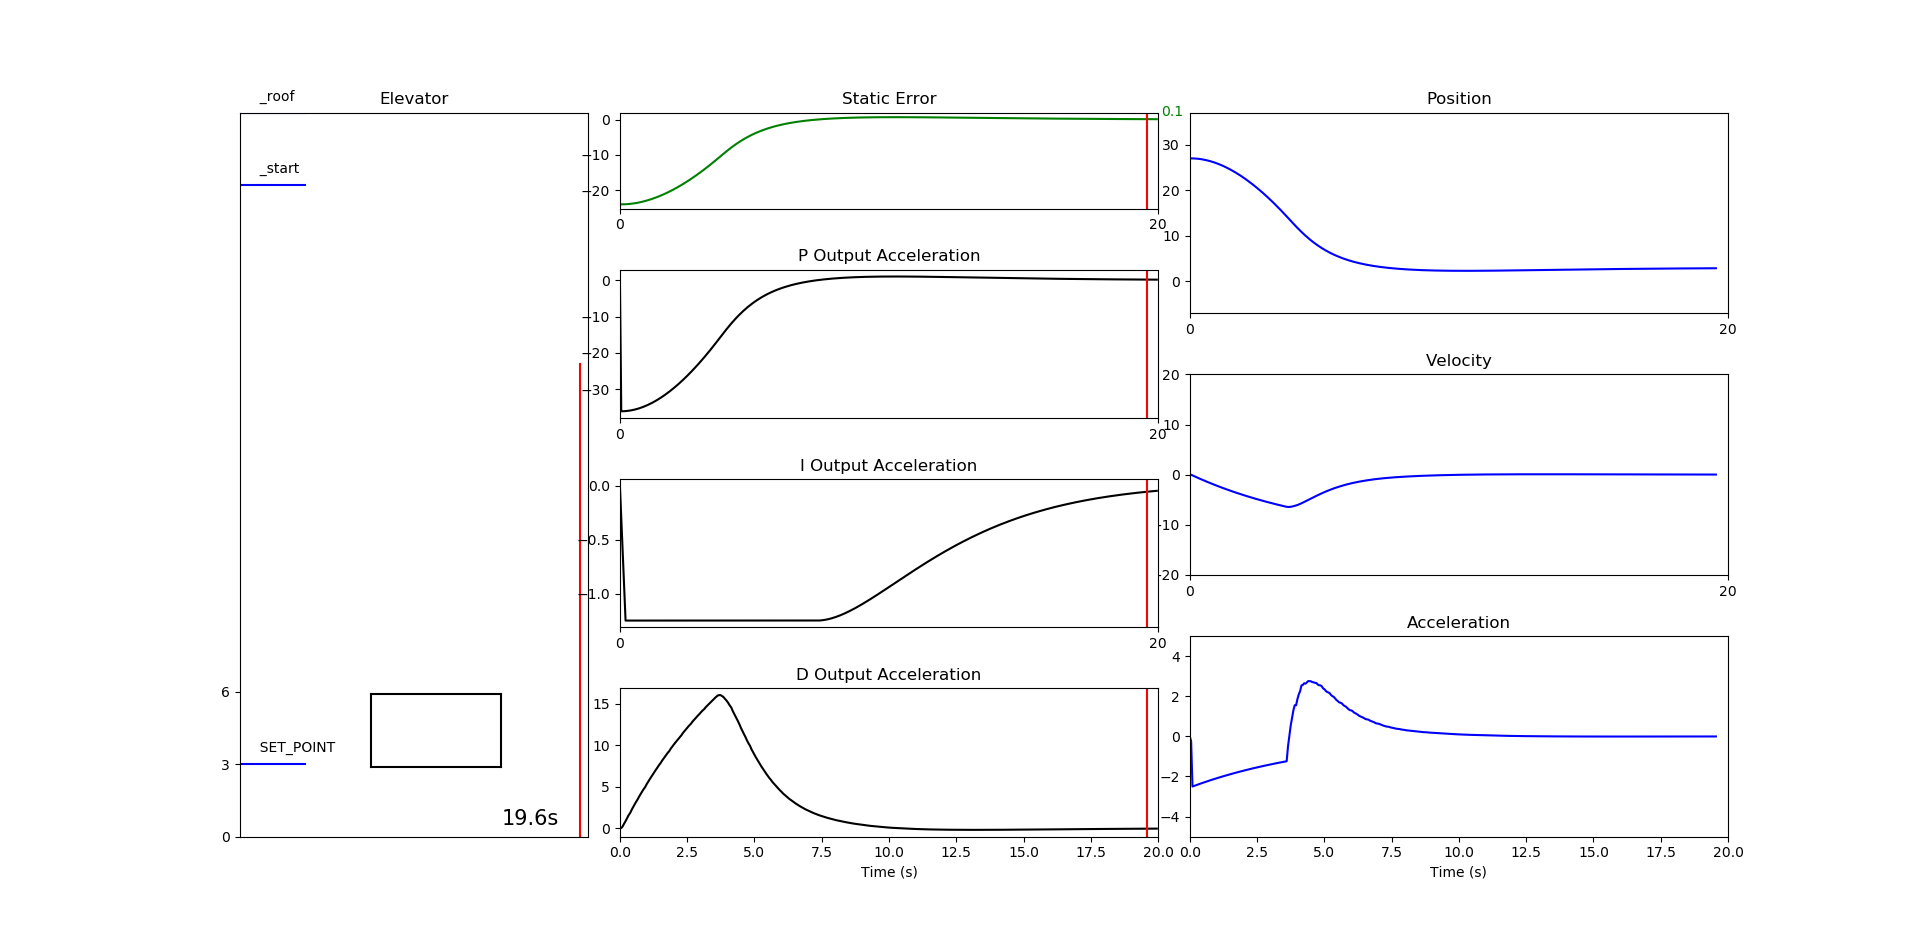 _roof
Elevator
_start
6
SET_POINT
3
19.6s
0
Static Error
0.1
0
−10
−20
0
20
P Output Acceleration
0
−10
−20
−30
0
20
I Output Acceleration
0.0
−0.5
−1.0
0
20
D Output Acceleration
15
10
5
0
0.0 2.5 5.0 7.5 10.0 12.5 15.0 17.5 20.0
Time (s)
Position
30
20
10
0
0
20
Velocity
20
10
0
-10
-20
0
20
Acceleration
4
2
0
−2
−4
0.0 2.5 5.0 7.5 10.0 12.5 15.0 17.5 20.0
Time (s)